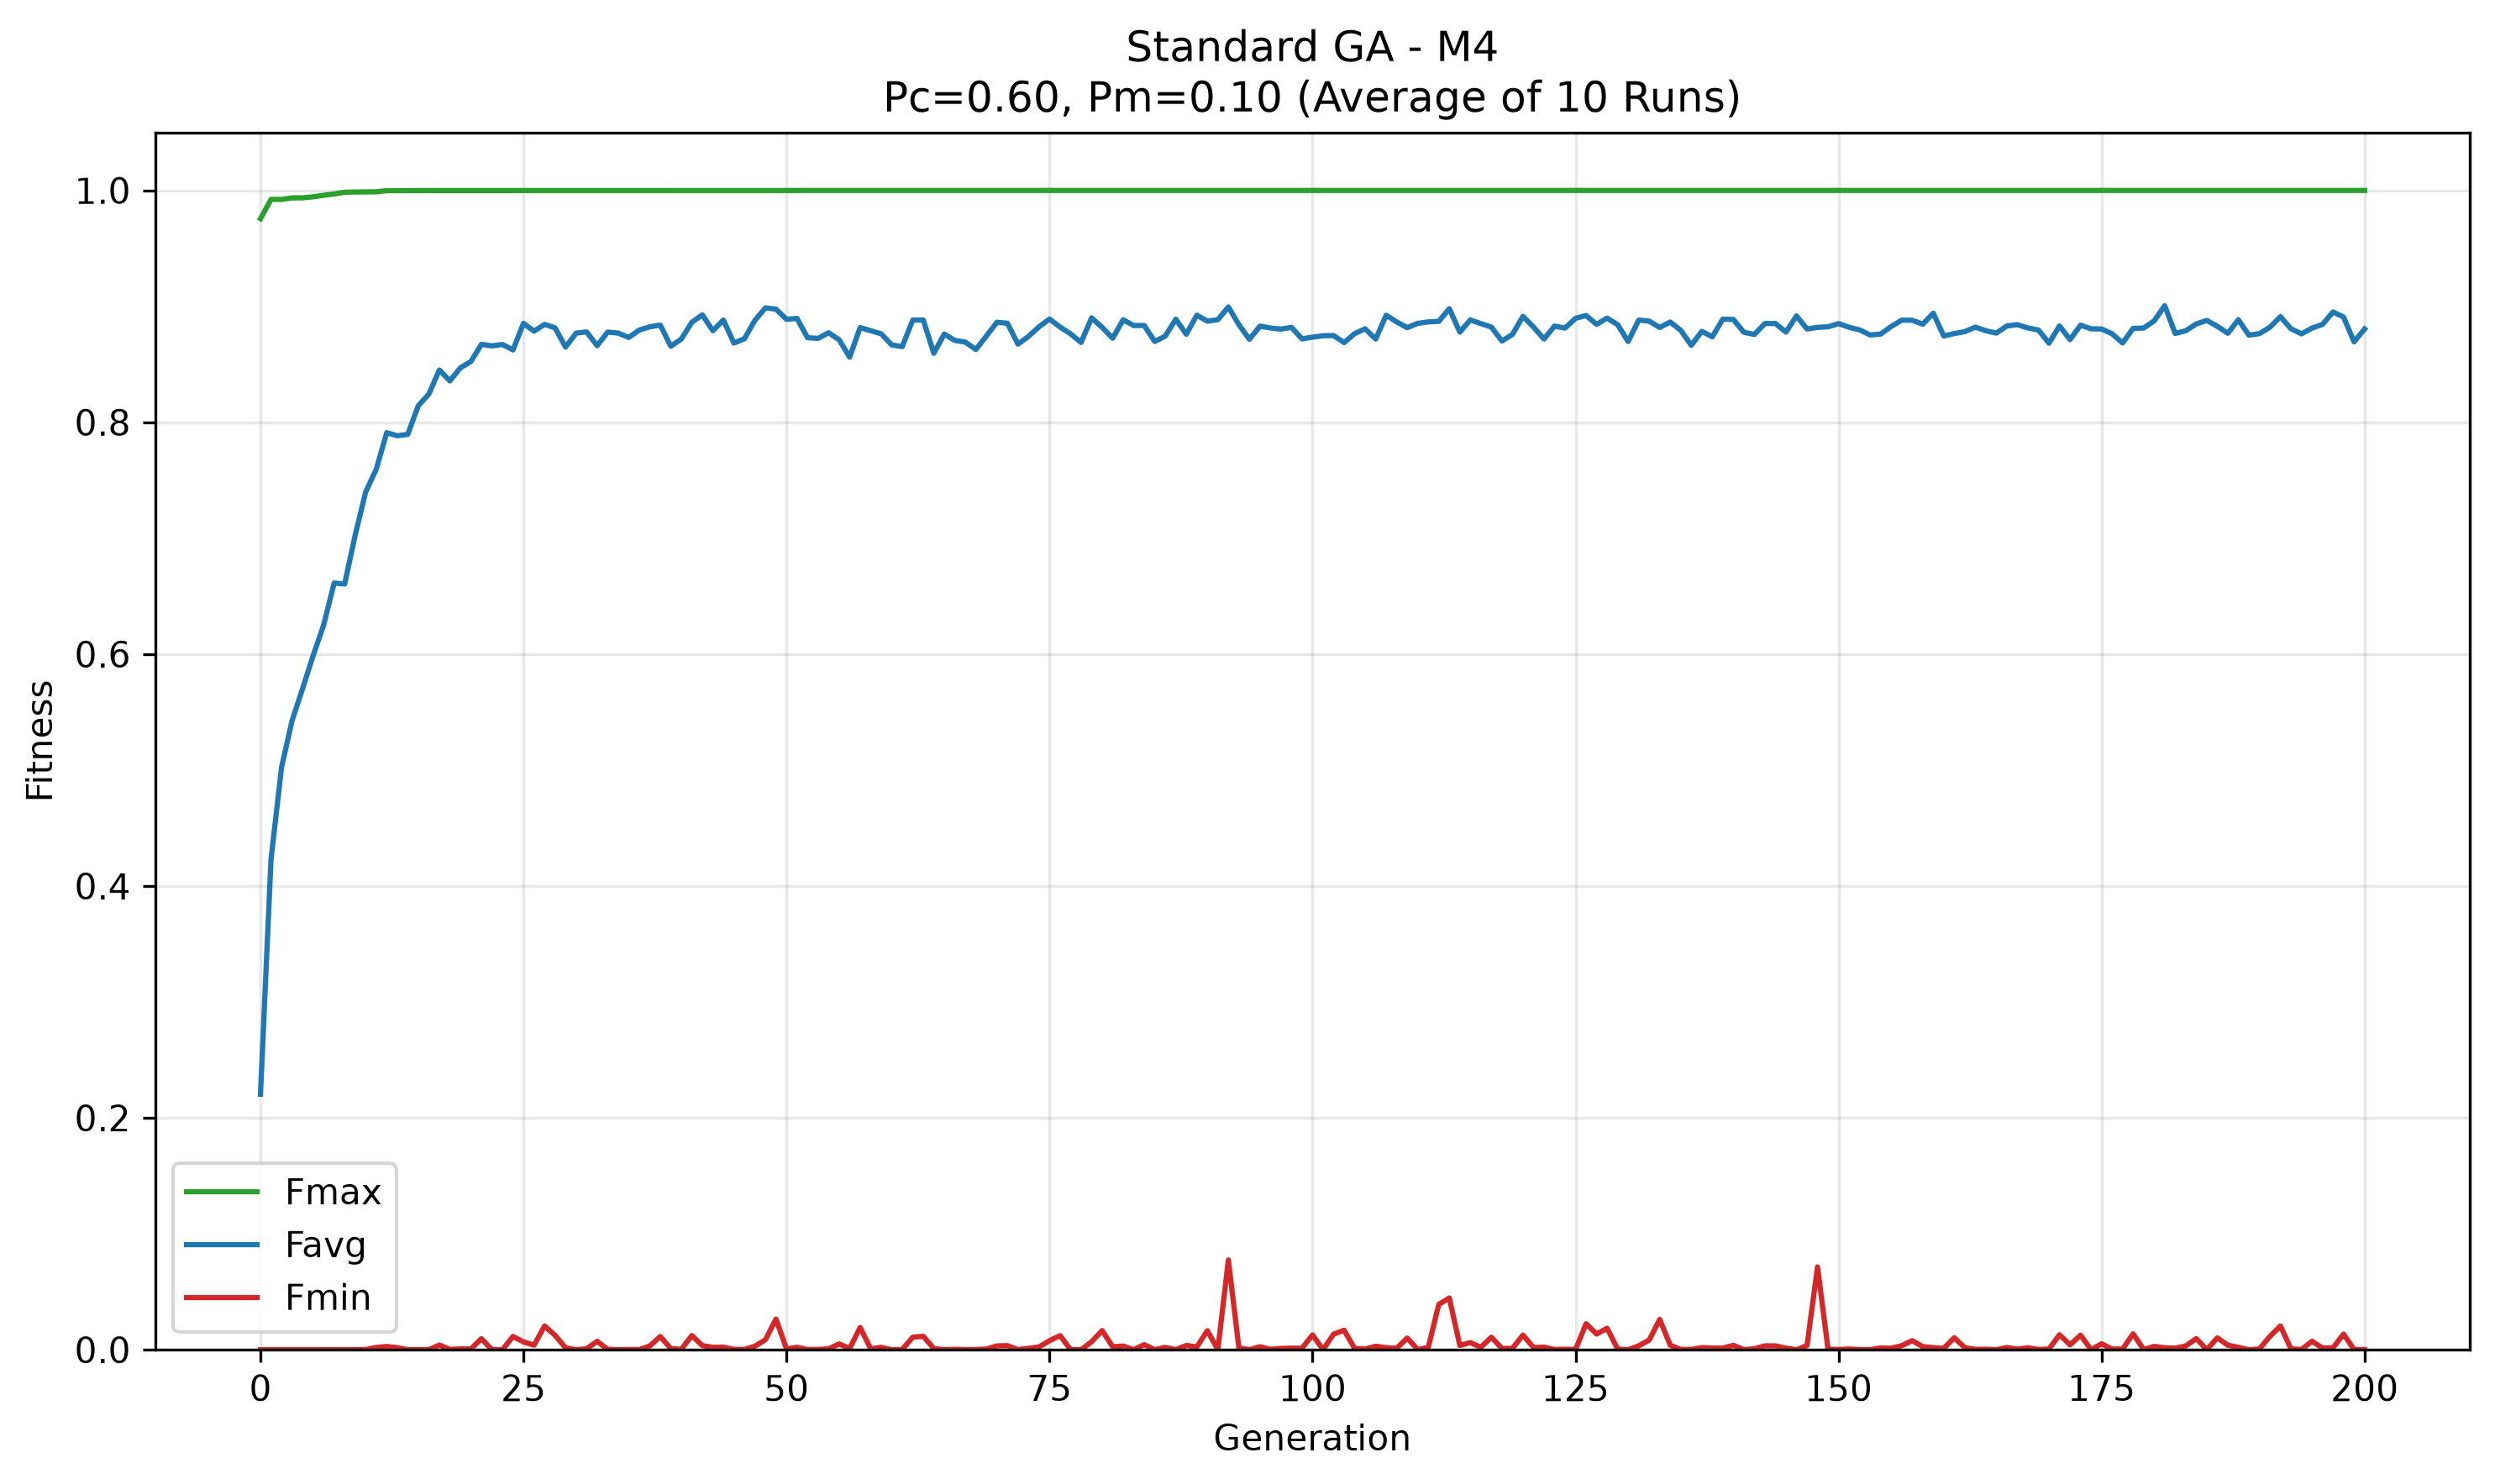 Standard GA - M4
Pc=0.60, Pm=0.10 (Average of 10 Runs)
1.0
0.8
0.6
0.4
0.2
0.0
Fitness
Fmax
Favg
Fmin
0 25 50 75 100 125 150 175 200
Generation